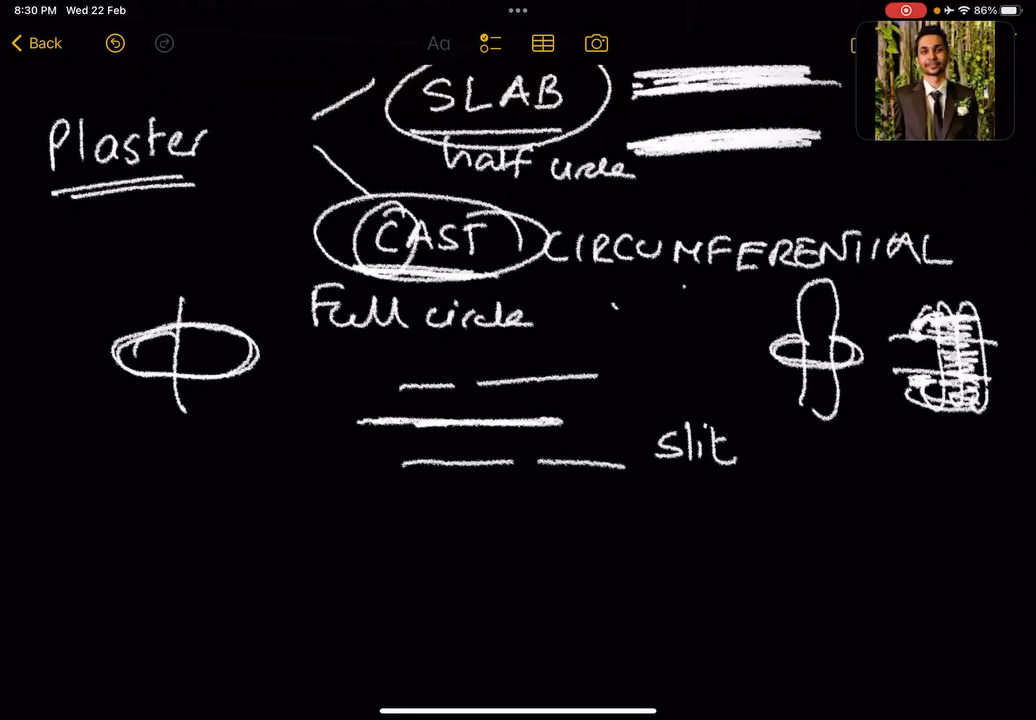 8:30 PM Wed 22 Feb
86%
Back
Aa
SLAB
Plaster
half circle
CAST CIRCUMFERENTIAL
Full circle
slit